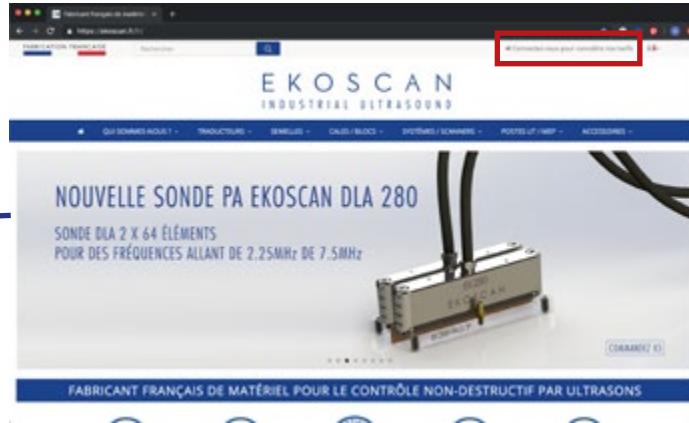 https://ekoscan.fr/fr/
FABRICATION FRANÇAISE
Rechercher
Connectez-vous pour connaître nos tarifs
EKOSCAN
INDUSTRIAL ULTRASOUND
QUI SOMMES-NOUS ?
TRADUCTEURS
SEMELLES
CALES / BLOCS
SYSTÈMES / SCANNERS
POSTES UT / MEP
ACCESSOIRES
NOUVELLE SONDE PA EKOSCAN DLA 280
SONDE DLA 2 X 64 ÉLÉMENTS
POUR DES FRÉQUENCES ALLANT DE 2.25MHz DE 7.5MHz
EKOSCAN
COMMANDEZ ICI
FABRICANT FRANÇAIS DE MATÉRIEL POUR LE CONTRÔLE NON-DESTRUCTIF PAR ULTRASONS